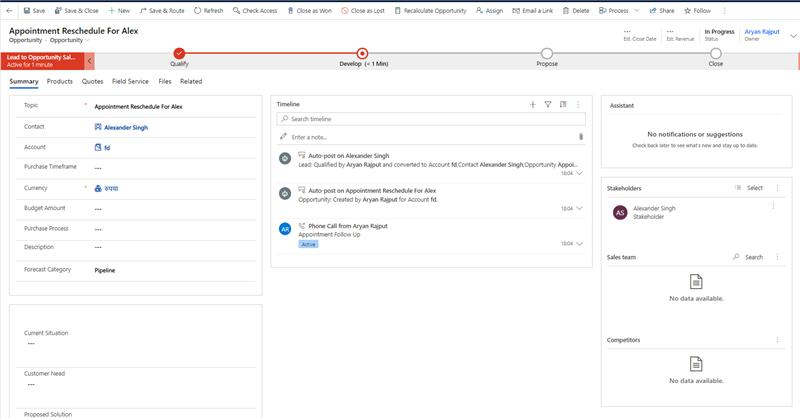 Save
Save & Close
New
Save & Route
Refresh
Check Access
Close as Won
Close as Lost
Recalculate Opportunity
Assign
Email a Link
Delete
Process
Share
Follow
Appointment Reschedule For Alex
Opportunity · Opportunity
---
Est. Close Date
---
Est. Revenue
In Progress
Status
Aryan Rajput
Owner
Lead to Opportunity Sal...
Active for 1 minute
Qualify
Develop (< 1 Min)
Propose
Close
Summary
Products
Quotes
Field Service
Files
Related
Topic * Appointment Reschedule For Alex
Contact Alexander Singh
Account fd
Purchase Timeframe ---
Currency * रुपया
Budget Amount ---
Purchase Process ---
Description ---
Forecast Category Pipeline
Current Situation
---
Customer Need
---
Proposed Solution
Timeline
Search timeline
Enter a note...
Auto-post on Alexander Singh
Lead: Qualified by Aryan Rajput and converted to Account fd,Contact Alexander Singh,Opportunity Appoi...
18:04
Auto-post on Appointment Reschedule For Alex
Opportunity: Created by Aryan Rajput for Account fd.
18:04
AR
Phone Call from Aryan Rajput
Appointment Follow Up
Active
18:04
Assistant
No notifications or suggestions
Check back later to see what's new and stay up to date.
Stakeholders
Select
AS
Alexander Singh
Stakeholder
Sales team
Search
No data available.
Competitors
No data available.